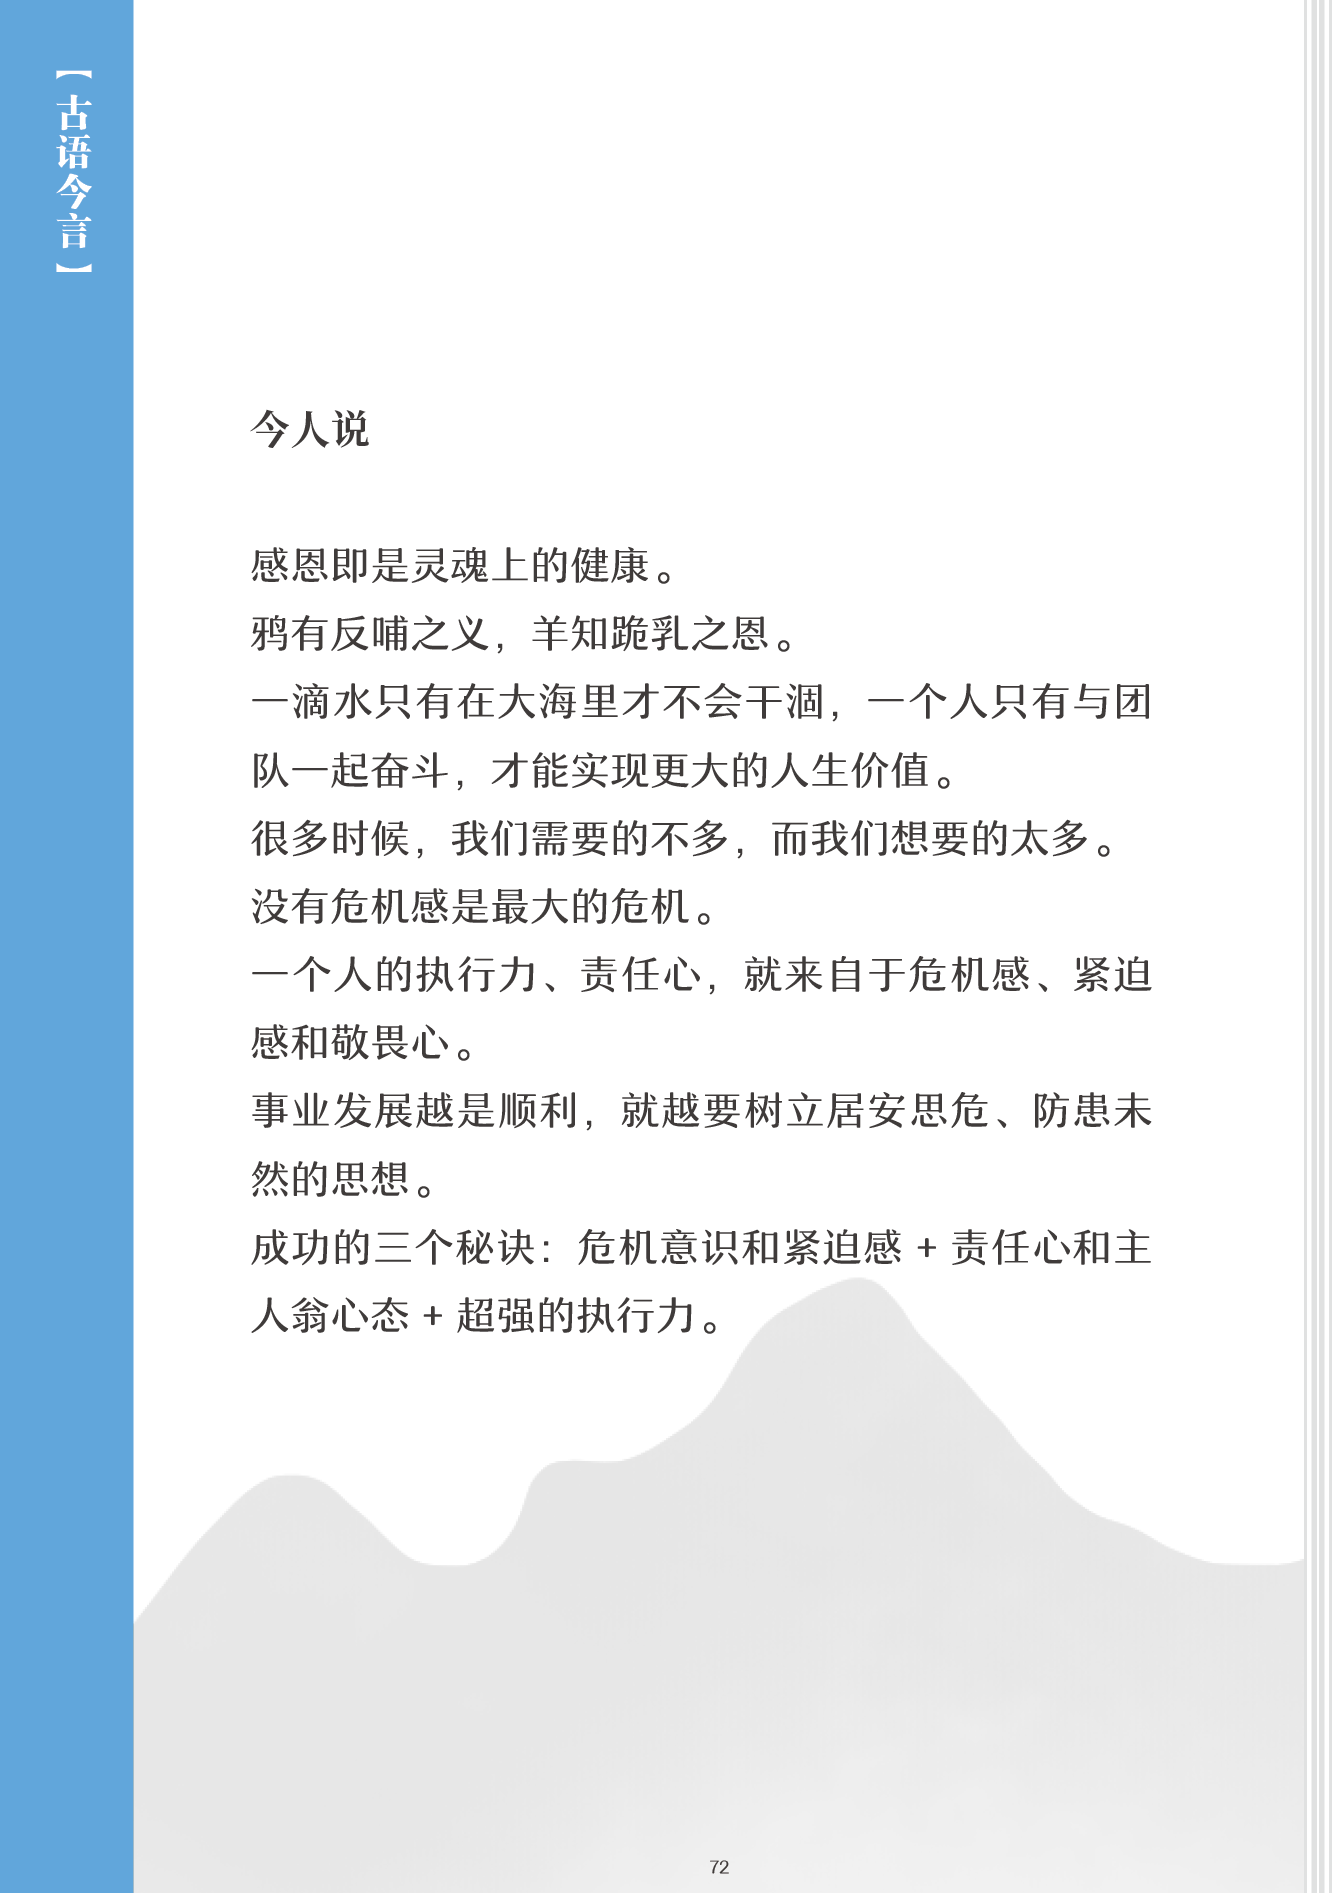 【古语今言】
今人说
感恩即是灵魂上的健康。
鸦有反哺之义，羊知跪乳之恩。
一滴水只有在大海里才不会干涸，一个人只有与团
队一起奋斗，才能实现更大的人生价值。
很多时候，我们需要的不多，而我们想要的太多。
没有危机感是最大的危机。
一个人的执行力、责任心，就来自于危机感、紧迫
感和敬畏心。
事业发展越是顺利，就越要树立居安思危、防患未
然的思想。
成功的三个秘诀：危机意识和紧迫感 + 责任心和主
人翁心态 + 超强的执行力。
72